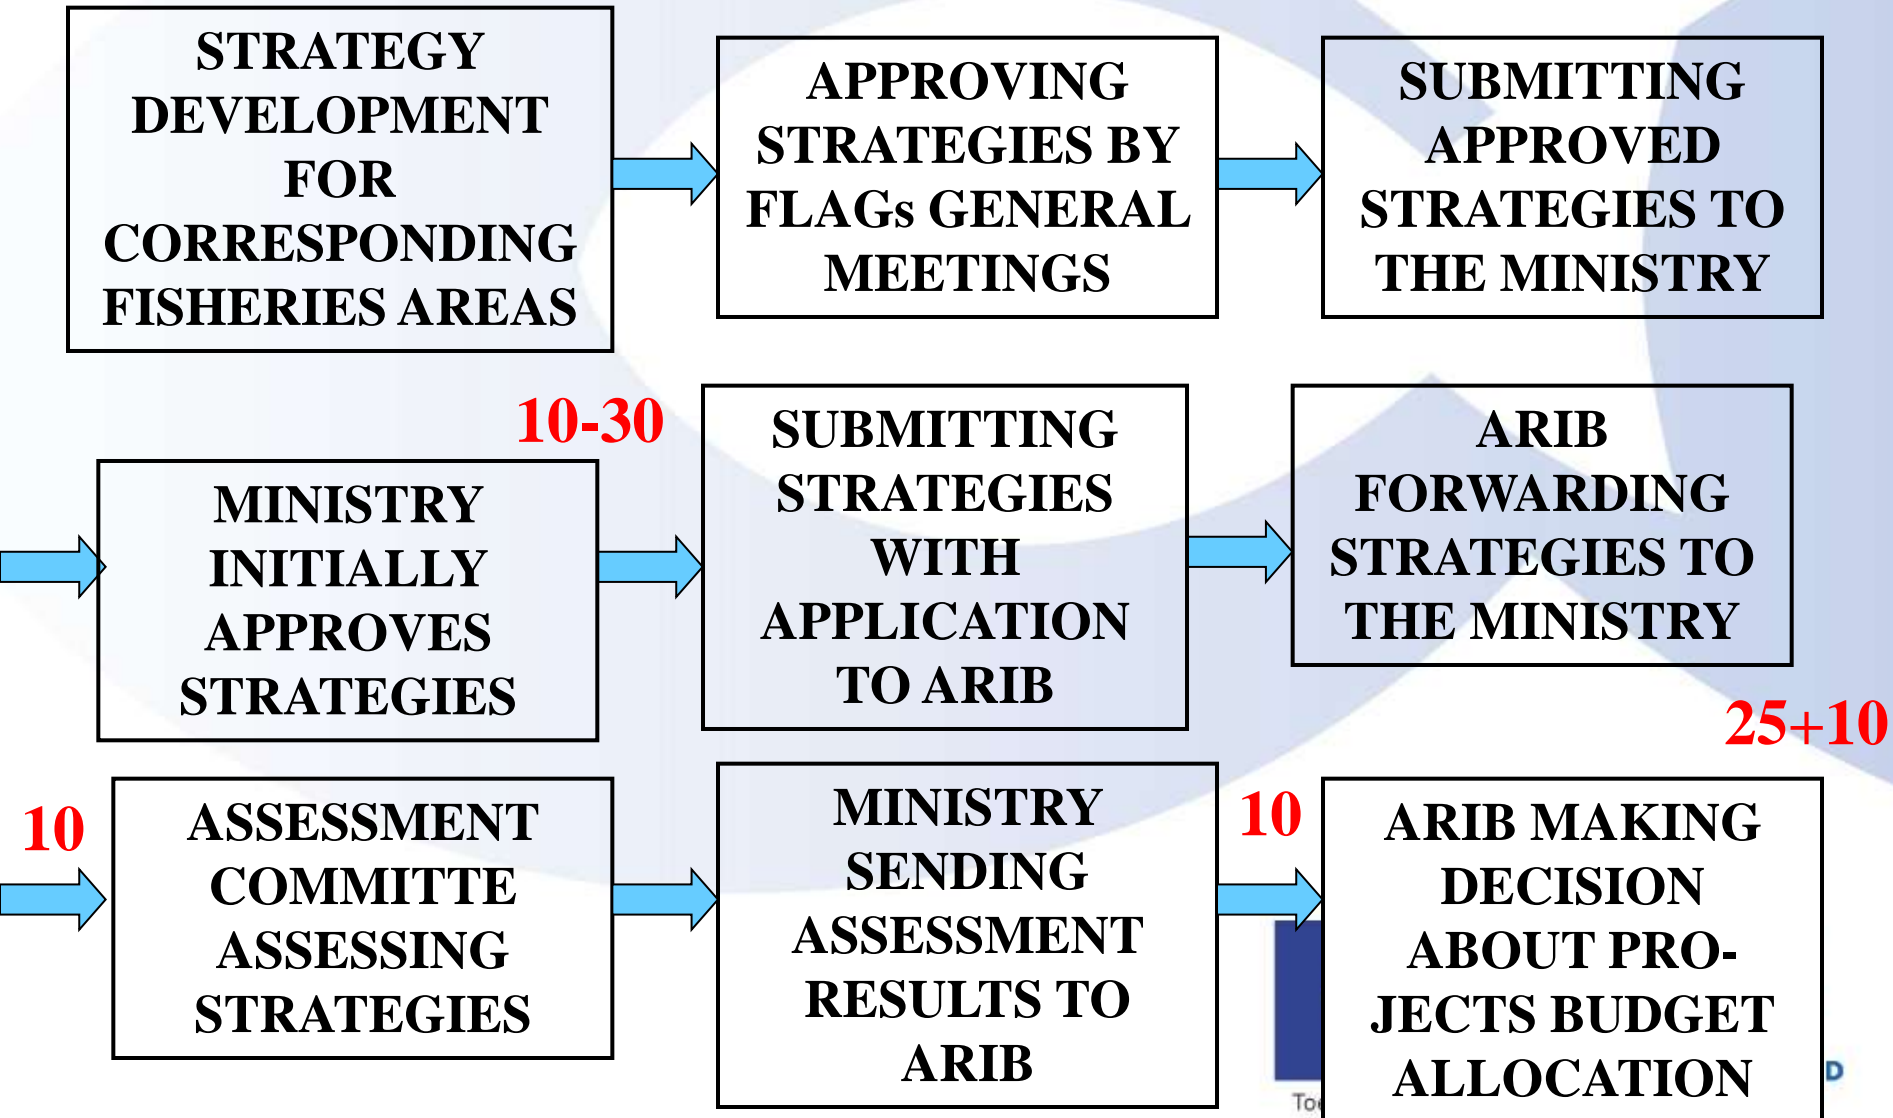 STRATEGY
DEVELOPMENT
FOR
CORRESPONDING
FISHERIES AREAS
APPROVING
STRATEGIES BY
FLAGs GENERAL
MEETINGS
SUBMITTING
APPROVED
STRATEGIES TO
THE MINISTRY
10-30
MINISTRY
INITIALLY
APPROVES
STRATEGIES
SUBMITTING
STRATEGIES
WITH
APPLICATION
TO ARIB
ARIB
FORWARDING
STRATEGIES TO
THE MINISTRY
25+10
10
ASSESSMENT
COMMITTE
ASSESSING
STRATEGIES
MINISTRY
SENDING
ASSESSMENT
RESULTS TO
ARIB
10
ARIB MAKING
DECISION
ABOUT PRO-
JECTS BUDGET
ALLOCATION